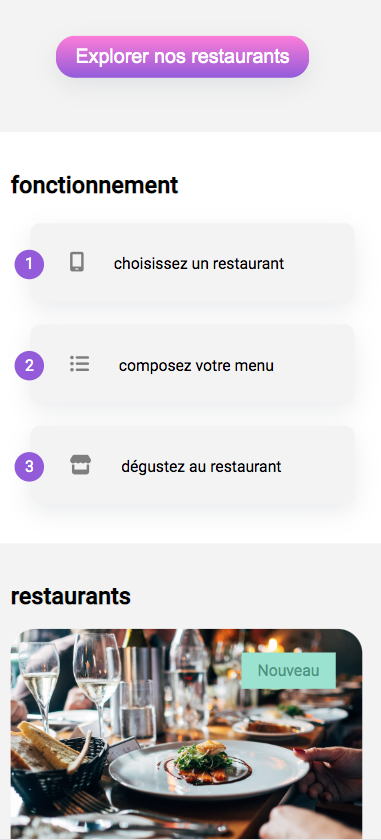 Explorer nos restaurants
fonctionnement
1 choisissez un restaurant
2 composez votre menu
3 dégustez au restaurant
restaurants
Nouveau